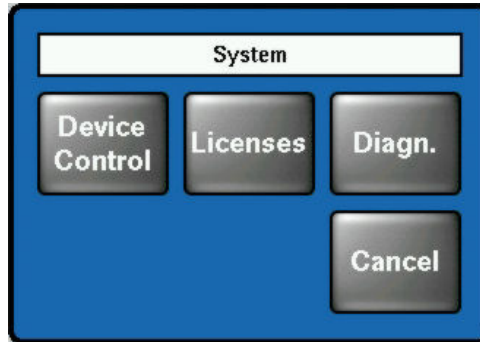 System
Device
Control
Licenses
Diagn.
Cancel